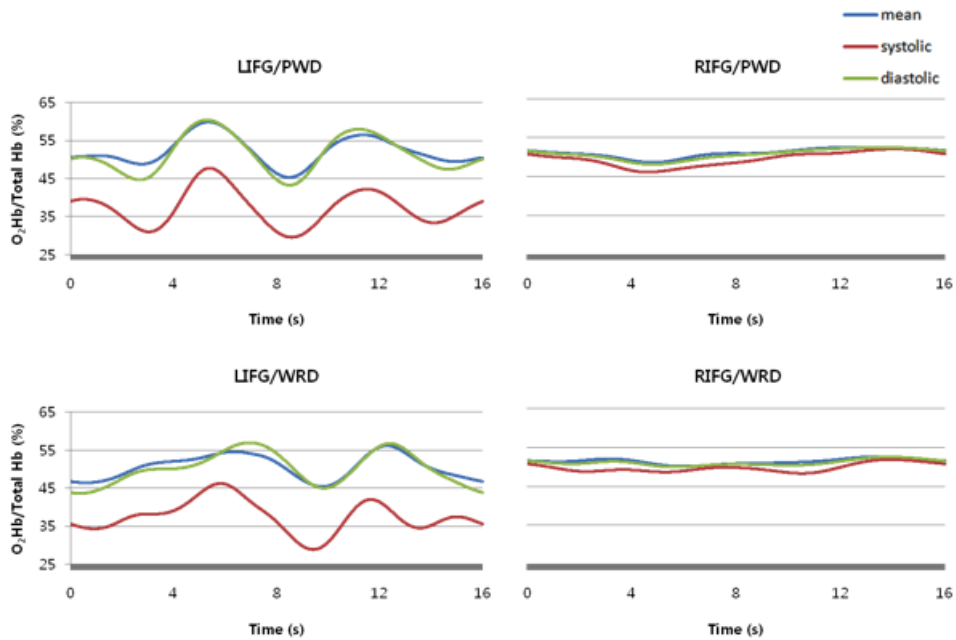 mean
systolic
diastolic
LIFG/PWD
RIFG/PWD
O₂Hb/Total Hb (%)
65
55
45
35
25
0 4 8 12 16
Time (s)
0 4 8 12 16
Time (s)
LIFG/WRD
RIFG/WRD
O₂Hb/Total Hb (%)
65
55
45
35
25
0 4 8 12 16
Time (s)
0 4 8 12 16
Time (s)